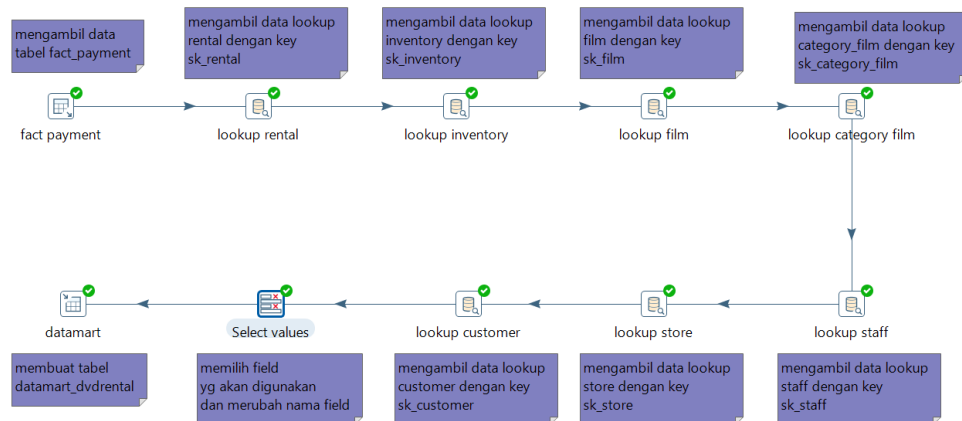 mengambil data
tabel fact_payment
mengambil data lookup
rental dengan key
sk_rental
mengambil data lookup
inventory dengan key
sk_inventory
mengambil data lookup
film dengan key
sk_film
mengambil data lookup
category_film dengan key
sk_category_film
fact payment
lookup rental
lookup inventory
lookup film
lookup category film
datamart
Select values
lookup customer
lookup store
lookup staff
membuat tabel
datamart_dvdrental
memilih field
yg akan digunakan
dan merubah nama field
mengambil data lookup
customer dengan key
sk_customer
mengambil data lookup
store dengan key
sk_store
mengambil data lookup
staff dengan key
sk_staff